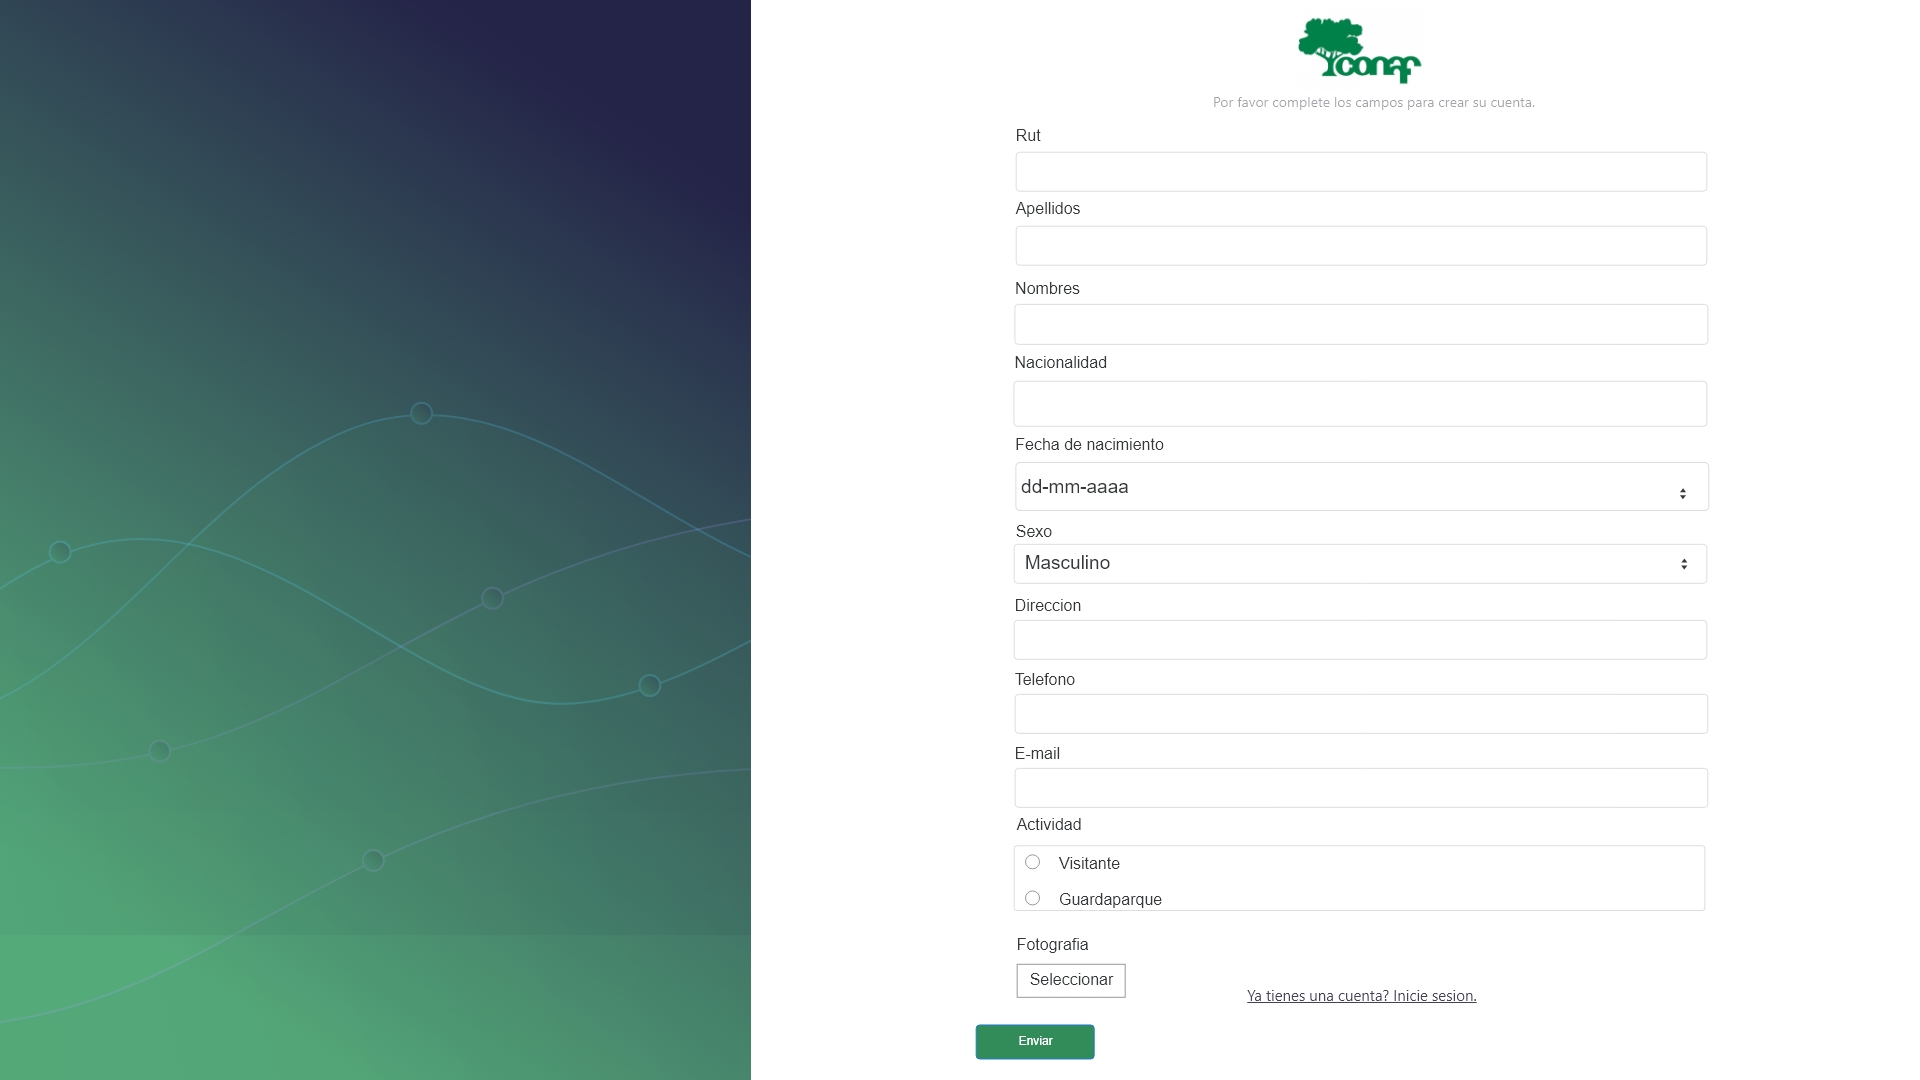 conaf
Por favor complete los campos para crear su cuenta.
Rut
Apellidos
Nombres
Nacionalidad
Fecha de nacimiento
dd-mm-aaaa
Sexo
Masculino
Direccion
Telefono
E-mail
Actividad
Visitante
Guardaparque
Fotografia
Seleccionar
Ya tienes una cuenta? Inicie sesion.
Enviar